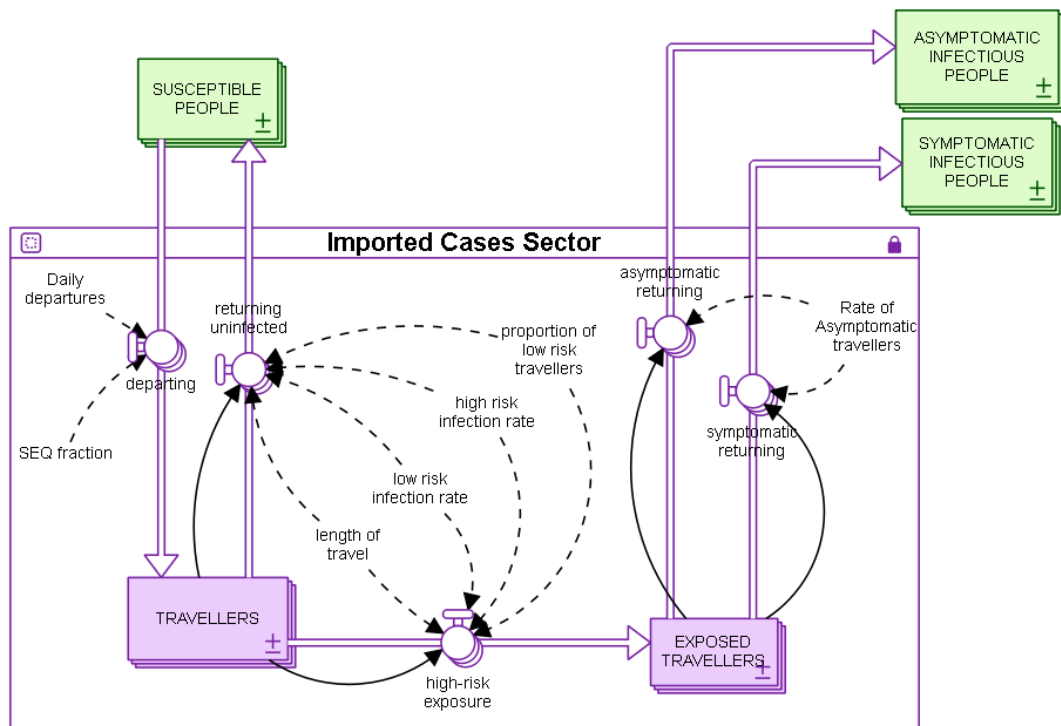 ASYMPTOMATIC
INFECTIOUS
PEOPLE
SUSCEPTIBLE
PEOPLE
SYMPTOMATIC
INFECTIOUS
PEOPLE
Imported Cases Sector
Daily
departures
returning
uninfected
asymptomatic
returning
proportion of
low risk
travellers
Rate of
Asymptomatic
travellers
departing
high risk
infection rate
SEQ fraction
symptomatic
returning
low risk
infection rate
length of
travel
TRAVELLERS
EXPOSED
TRAVELLERS
high-risk
exposure